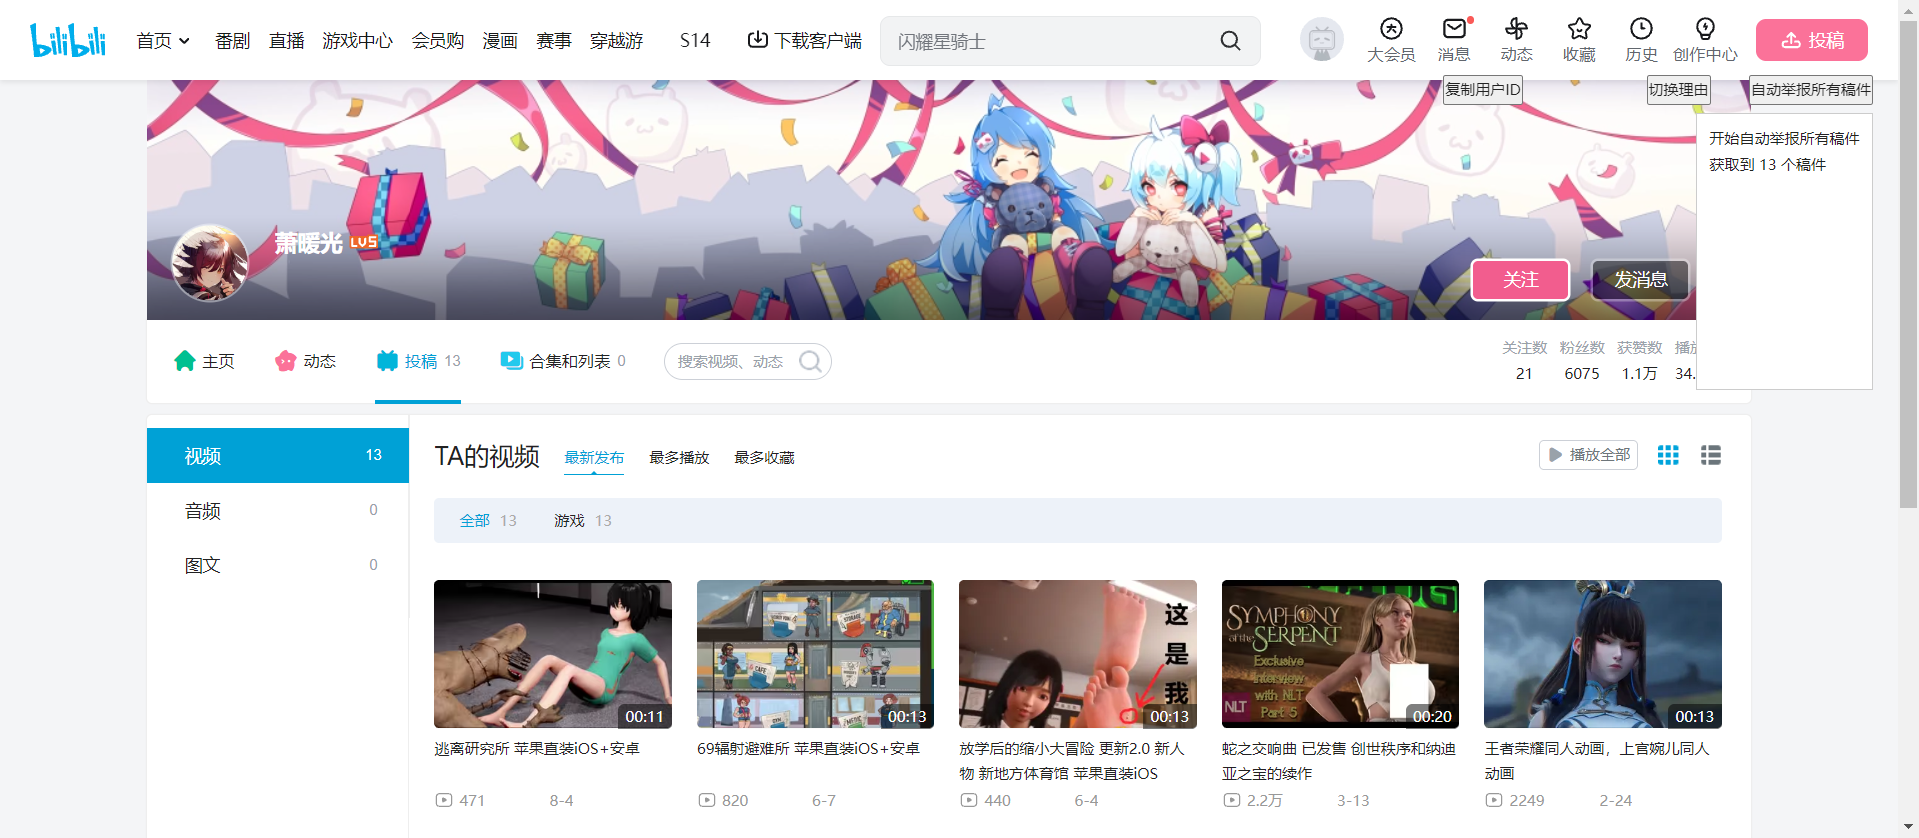 bilibili
首页 番剧 直播 游戏中心 会员购 漫画 赛事 穿越游 S14 下载客户端
闪耀星骑士
大会员 消息 动态 收藏 历史 创作中心 投稿
复制用户ID 切换理由 自动举报所有稿件
开始自动举报所有稿件
获取到 13 个稿件
萧暖光 LV5
关注 发消息
主页 动态 投稿 13 合集和列表 0 搜索视频、动态
关注数 粉丝数 获赞数 播放
21 6075 1.1万 34.
视频 13
音频 0
图文 0
TA的视频 最新发布 最多播放 最多收藏 播放全部
全部 13 游戏 13
00:11
逃离研究所 苹果直装iOS+安卓
471 8-4
CAFE
STORAGE
00:13
69辐射避难所 苹果直装iOS+安卓
820 6-7
这
是
我
00:13
放学后的缩小大冒险 更新2.0 新人
物 新地方体育馆 苹果直装iOS
440 6-4
SYMPHONY
of the
SERPENT
Exclusive
Interview
with NLT
Part 5
NLT
00:20
蛇之交响曲 已发售 创世秩序和纳迪
亚之宝的续作
2.2万 3-13
00:13
王者荣耀同人动画，上官婉儿同人
动画
2249 2-24